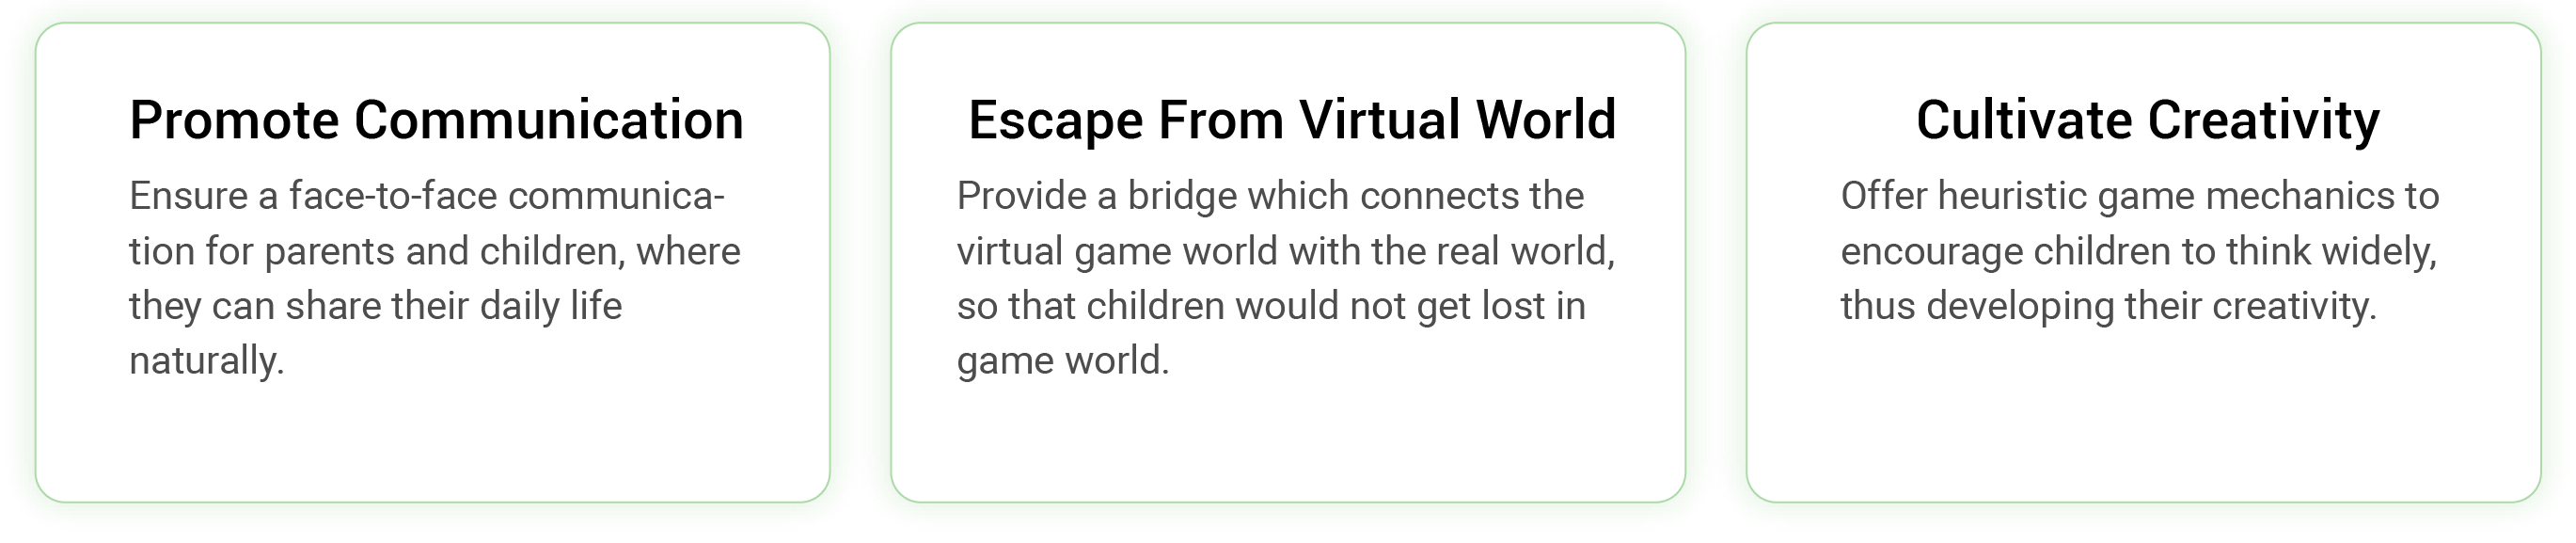 Promote Communication
Ensure a face-to-face communica-
tion for parents and children, where
they can share their daily life
naturally.
Escape From Virtual World
Provide a bridge which connects the
virtual game world with the real world,
so that children would not get lost in
game world.
Cultivate Creativity
Offer heuristic game mechanics to
encourage children to think widely,
thus developing their creativity.